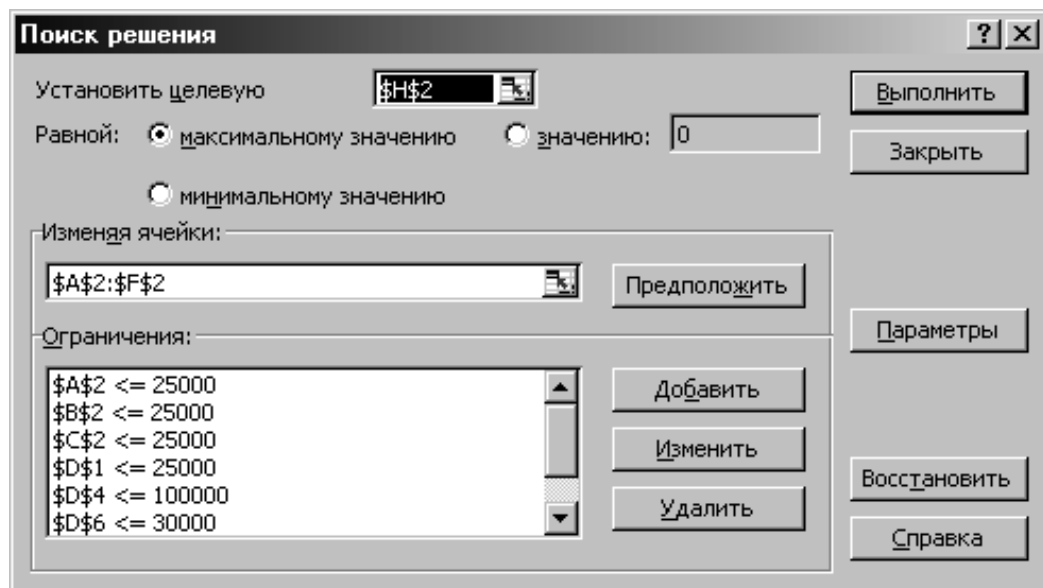 Поиск решения
Установить целевую $H$2 Выполнить
Равной: максимальному значению значению: 0 Закрыть
минимальному значению
Изменяя ячейки:
$A$2:$F$2 Предположить
Ограничения: Параметры
$A$2 <= 25000 Добавить
$B$2 <= 25000
$C$2 <= 25000 Изменить
$D$1 <= 25000 Восстановить
$D$4 <= 100000 Удалить
$D$6 <= 30000 Справка